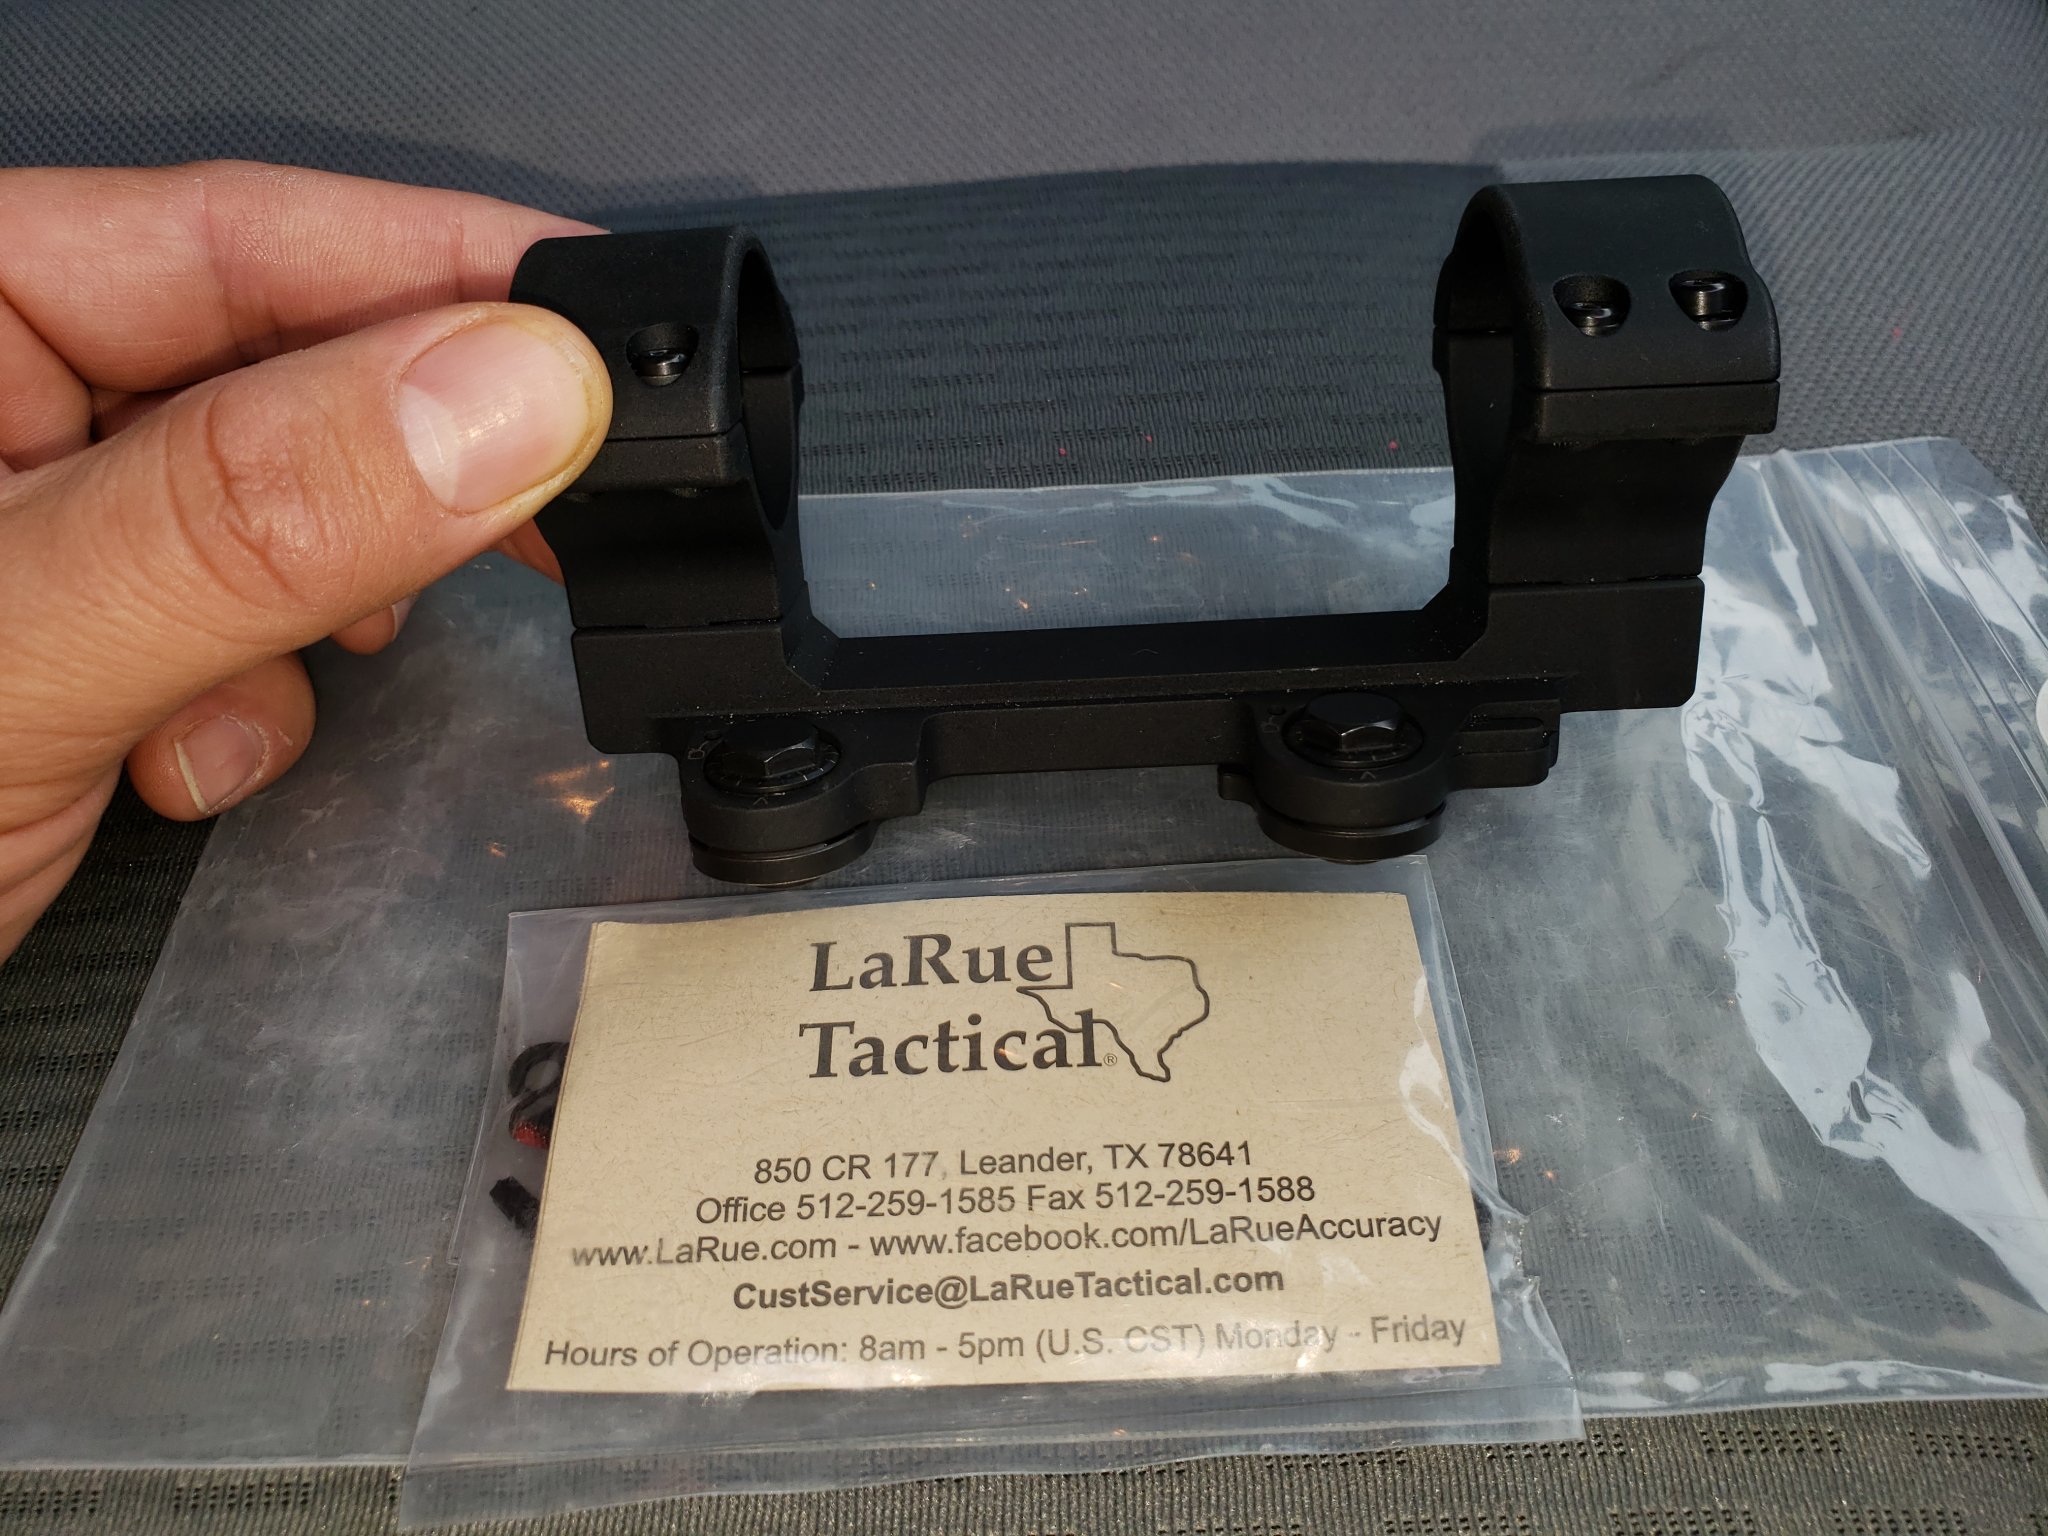 LaRue
Tactical®
850 CR 177, Leander, TX 78641
Office 512-259-1585 Fax 512-259-1588
www.LaRue.com - www.facebook.com/LaRueAccuracy
CustService@LaRueTactical.com
Hours of Operation: 8am - 5pm (U.S. CST) Monday - Friday